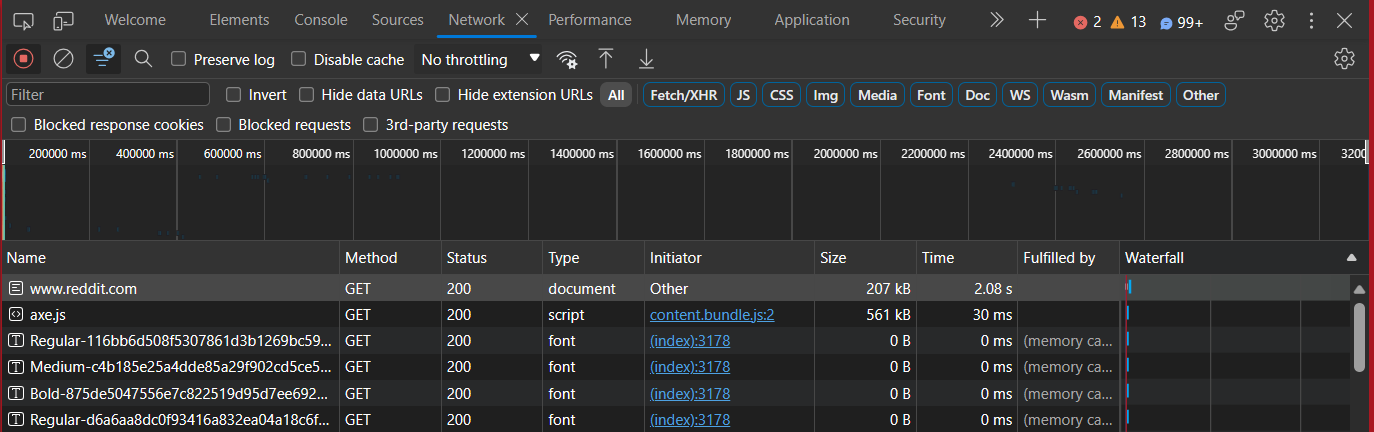 Welcome Elements Console Sources Network Performance Memory Application Security 2 13 99+
Preserve log Disable cache No throttling
Filter Invert Hide data URLs Hide extension URLs All Fetch/XHR JS CSS Img Media Font Doc WS Wasm Manifest Other
Blocked response cookies Blocked requests 3rd-party requests
200000 ms 400000 ms 600000 ms 800000 ms 1000000 ms 1200000 ms 1400000 ms 1600000 ms 1800000 ms 2000000 ms 2200000 ms 2400000 ms 2600000 ms 2800000 ms 3000000 ms 3200
Name Method Status Type Initiator Size Time Fulfilled by Waterfall
www.reddit.com GET 200 document Other 207 kB 2.08 s
axe.js GET 200 script content.bundle.js:2 561 kB 30 ms
Regular-116bb6d508f5307861d3b1269bc59... GET 200 font (index):3178 0 B 0 ms (memory ca...
Medium-c4b185e25a4dde85a29f902cd5ce5... GET 200 font (index):3178 0 B 0 ms (memory ca...
Bold-875de5047556e7c822519d95d7ee692... GET 200 font (index):3178 0 B 0 ms (memory ca...
Regular-d6a6aa8dc0f93416a832ea04a18c6f... GET 200 font (index):3178 0 B 0 ms (memory ca...